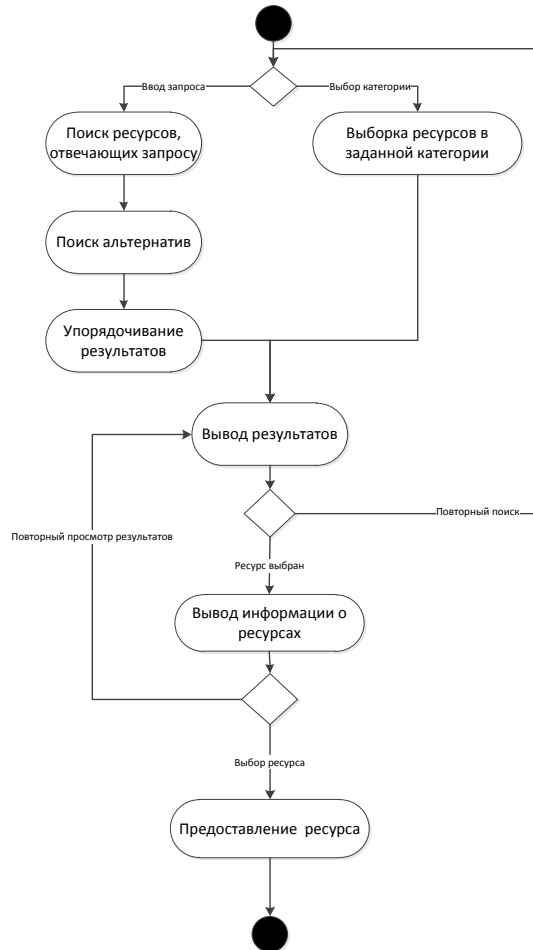 Ввод запроса
Выбор категории
Поиск ресурсов,
отвечающих запросу
Выборка ресурсов в
заданной категории
Поиск альтернатив
Упорядочивание
результатов
Вывод результатов
Повторный поиск
Повторный просмотр результатов
Ресурс выбран
Вывод информации о
ресурсах
Выбор ресурса
Предоставление ресурса